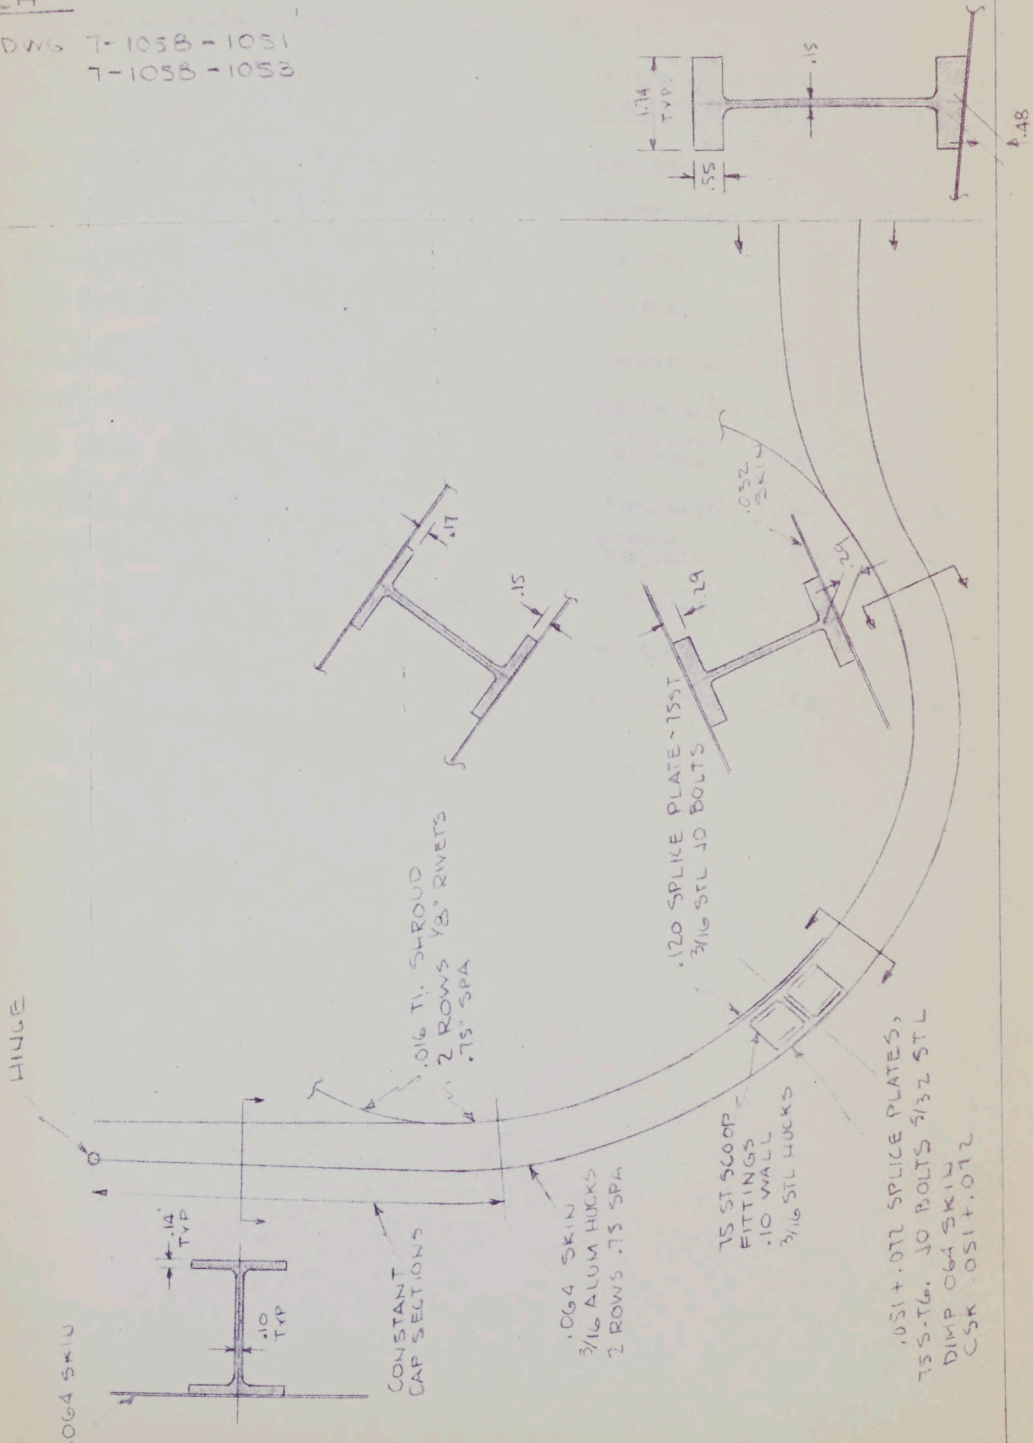 DWG 7-1058-1051
7-1058-1053
.15
1.74
TYP.
.55
.48
HINGE
.17
.15
.032
SKIN
.29
.29
.016 TI. SHROUD
2 ROWS 1/8" RIVETS
.75" SPA
.120 SPLICE PLATE ~ 75ST
3/16 STL JO BOLTS
.064 SKIN
.14
TYP
.10
TYP
CONSTANT
CAP SECTIONS
.064 SKIN
3/16 ALUM HUCKS
2 ROWS .75 SPA
75 ST SCOOP
FITTINGS
.10 WALL
3/16 STL HUCKS
.051 + .072 SPLICE PLATES,
75 S-T6. JO BOLTS 5/32 STL
DIMP 064 SKIN
CSK .051 + .072